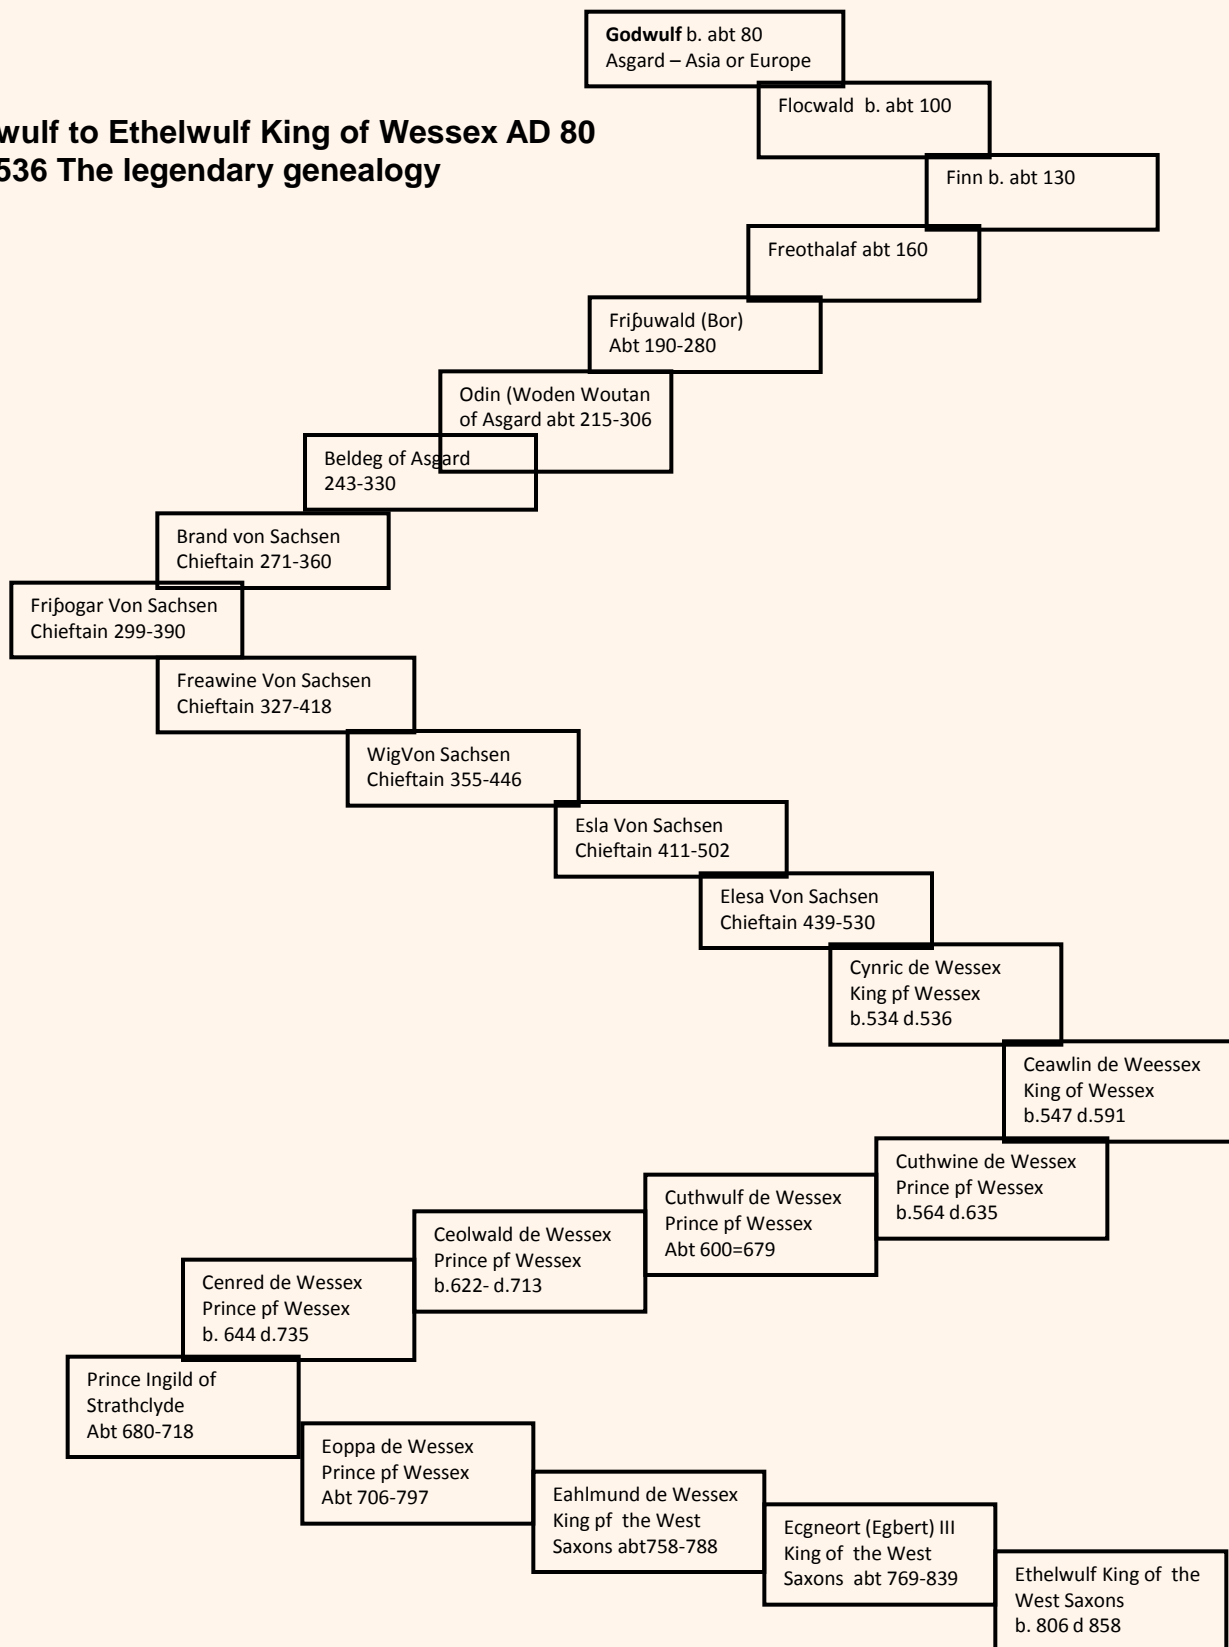 Godwulf b. abt 80
Asgard – Asia or Europe
Flocwald b. abt 100
wulf to Ethelwulf King of Wessex AD 80
536 The legendary genealogy
Finn b. abt 130
Freothalaf abt 160
Friþuwald (Bor)
Abt 190-280
Odin (Woden Woutan
of Asgard abt 215-306
Beldeg of Asgard
243-330
Brand von Sachsen
Chieftain 271-360
Friþogar Von Sachsen
Chieftain 299-390
Freawine Von Sachsen
Chieftain 327-418
WigVon Sachsen
Chieftain 355-446
Esla Von Sachsen
Chieftain 411-502
Elesa Von Sachsen
Chieftain 439-530
Cynric de Wessex
King pf Wessex
b.534 d.536
Ceawlin de Weessex
King of Wessex
b.547 d.591
Cuthwine de Wessex
Prince pf Wessex
b.564 d.635
Cuthwulf de Wessex
Prince pf Wessex
Abt 600=679
Ceolwald de Wessex
Prince pf Wessex
b.622- d.713
Cenred de Wessex
Prince pf Wessex
b. 644 d.735
Prince Ingild of
Strathclyde
Abt 680-718
Eoppa de Wessex
Prince pf Wessex
Abt 706-797
Eahlmund de Wessex
King pf the West
Saxons abt758-788
Ecgneort (Egbert) III
King of the West
Saxons abt 769-839
Ethelwulf King of the
West Saxons
b. 806 d 858